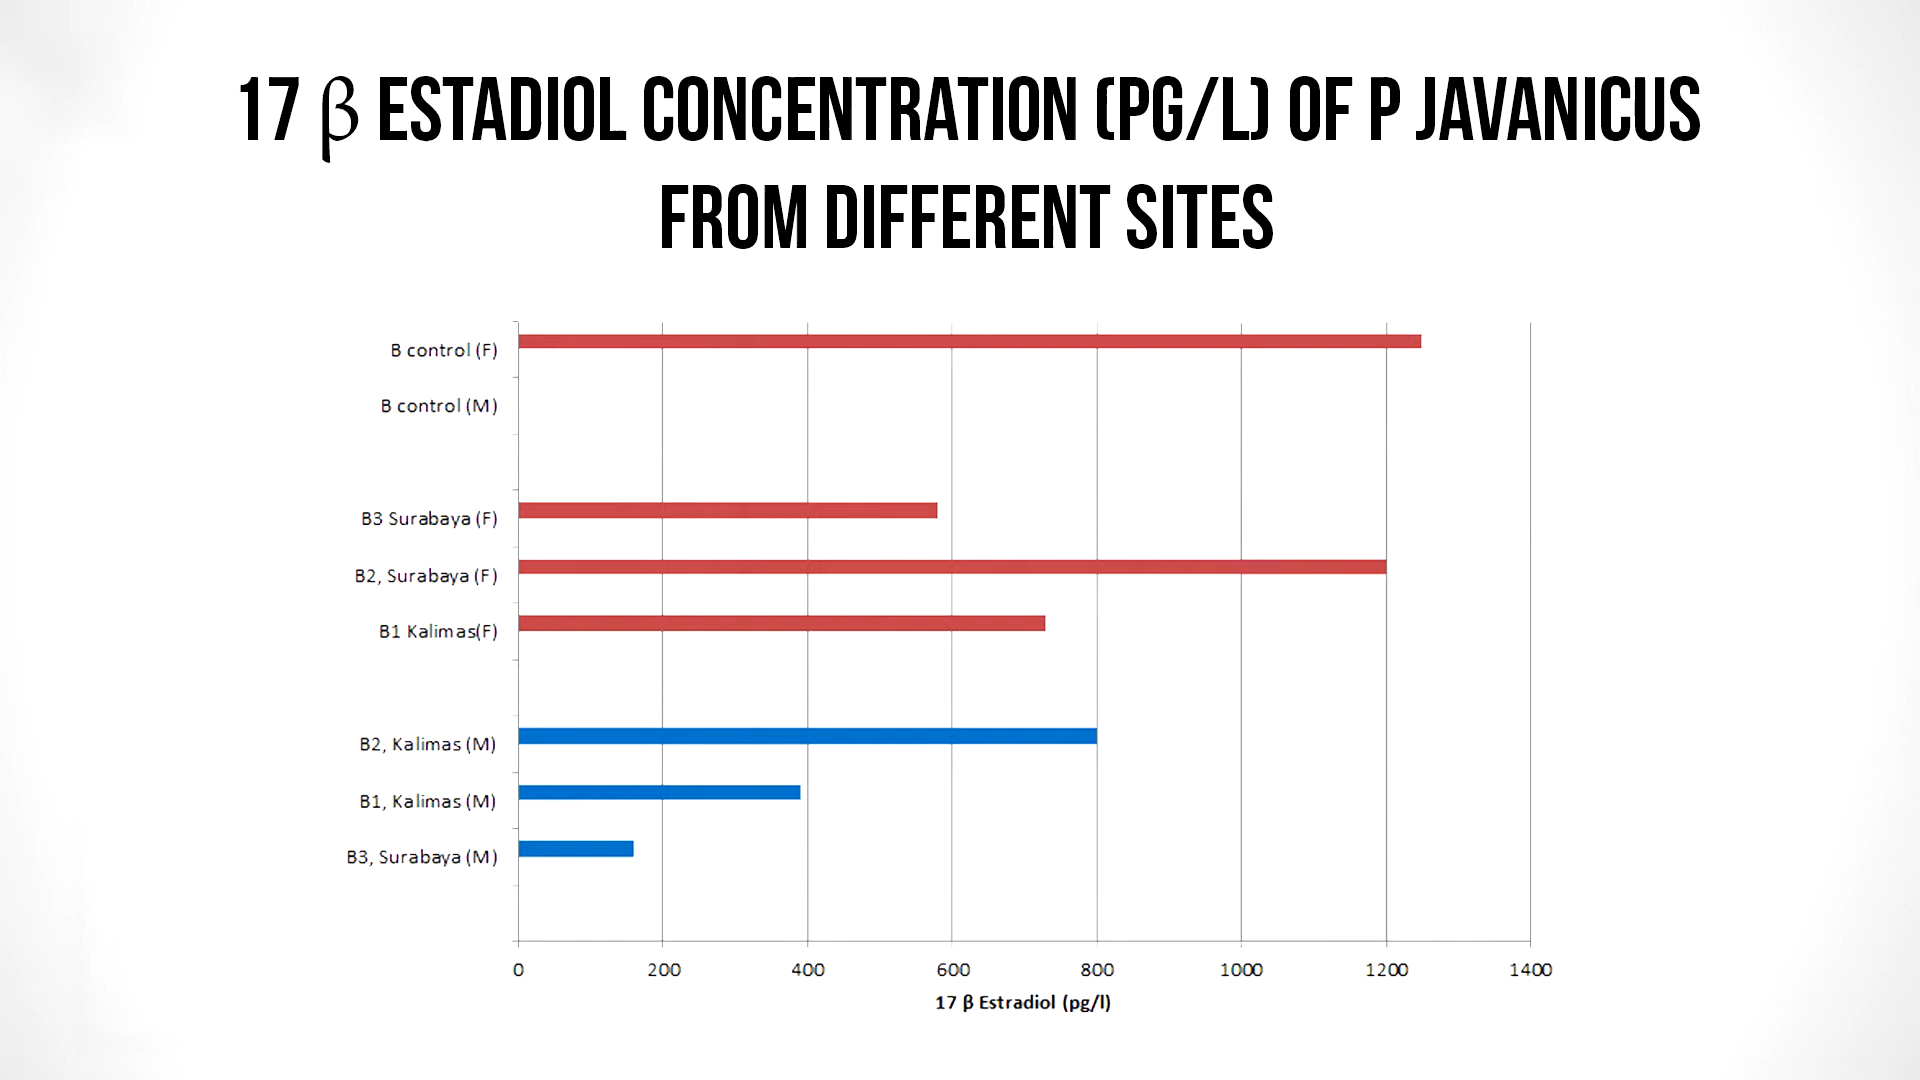 17 β ESTADIOL CONCENTRATION (PG/L) OF P JAVANICUS
FROM DIFFERENT SITES
B control (F)
B control (M)
B3 Surabaya (F)
B2, Surabaya (F)
B1 Kalimas(F)
B2, Kalimas (M)
B1, Kalimas (M)
B3, Surabaya (M)
0 200 400 600 800 1000 1200 1400
17 β Estradiol (pg/l)